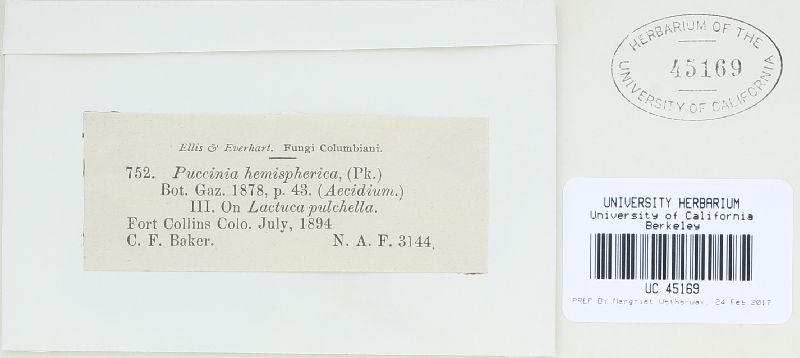 Ellis & Everhart. Fungi Columbiani.
752. Puccinia hemispherica, (Pk.)
Bot. Gaz. 1878, p. 43. (Aecidium.)
III. On Lactuca pulchella.
Fort Collins Colo. July, 1894
C. F. Baker. N. A. F. 3144.
HERBARIUM OF THE
45169
UNIVERSITY OF CALIFORNIA
UNIVERSITY HERBARIUM
University of California
Berkeley
UC 45169
PREP BY Margriet Wetherwax, 24 Feb 2017